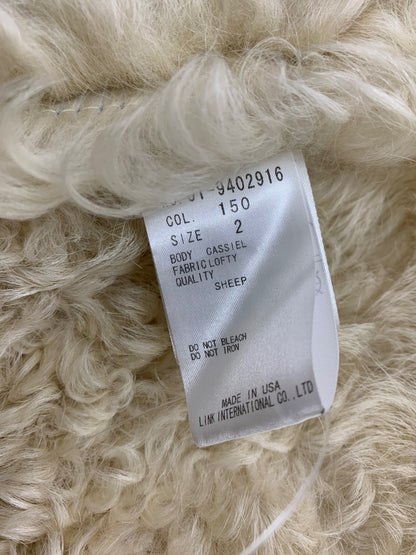 01-9402916
COL. 150
SIZE 2
BODY CASSIEL
FABRIC LOFTY
QUALITY
SHEEP
DO NOT BLEACH
DO NOT IRON
MADE IN USA
LINK INTERNATIONAL CO.,LTD